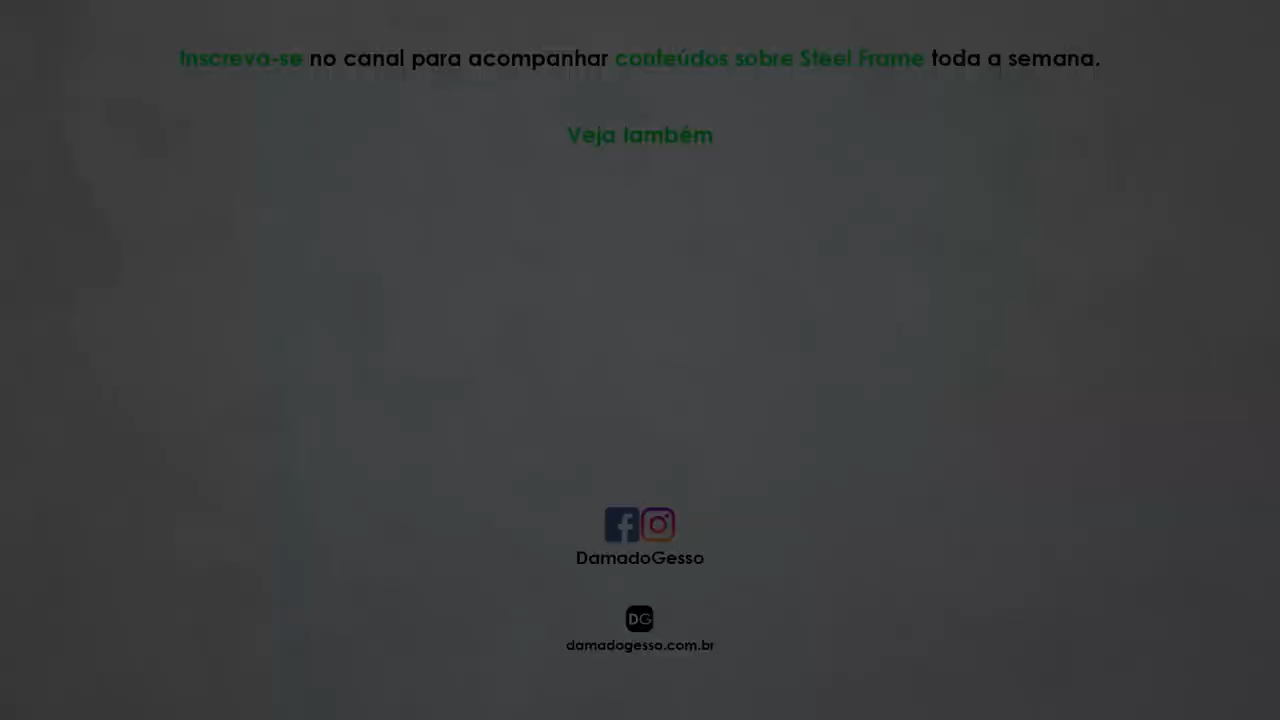 Inscreva-se no canal para acompanhar conteúdos sobre Steel Frame toda a semana.
Veja também
DamadoGesso
DG
damadogesso.com.br